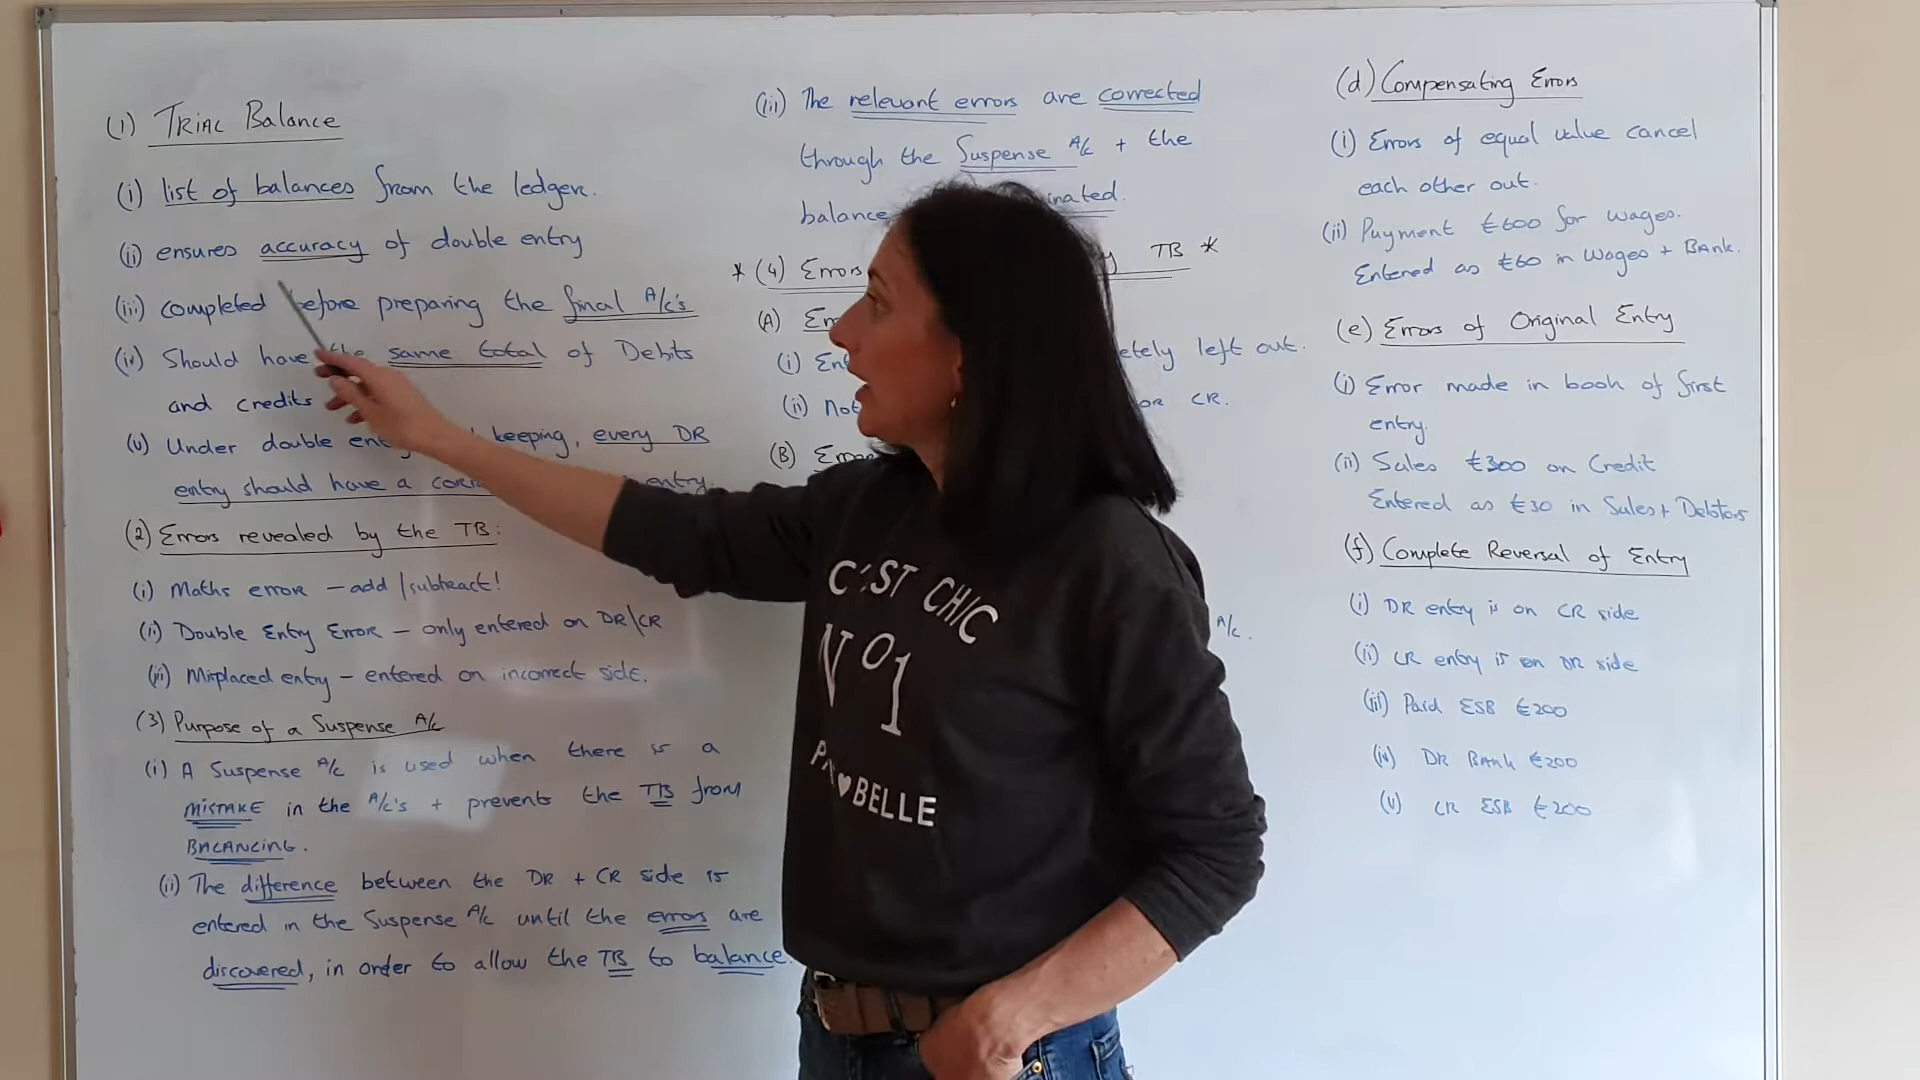 (1) TRIAL Balance
(i) list of balances from the ledger.
(ii) ensures accuracy of double entry
(iii) completed before preparing the final A/c's
(iv) Should have the same total of Debits
and credits
(v) Under double keeping, every DR
entry should have a entry.
(2) Errors revealed by the TB:
(i) Maths error - add/subtract!
(ii) Double Entry Error - only entered on DR\CR
(iii) Misplaced entry - entered on incorrect side.
(3) Purpose of a Suspense A/c
(i) A Suspense A/c is used when there is a
MISTAKE in the A/c's + prevents the TB from
BALANCING.
(ii) The difference between the DR + CR side is
entered in the Suspense A/c until the errors are
discovered, in order to allow the TB to balance.
(iii) The relevant errors are corrected
through the Suspense A/c + the
balance
* (4) Errors TB *
(A)
(i) left out.
(ii) Not OR CR.
(B)
A/c.
(d) Compensating Errors
(i) Errors of equal value cancel
each other out.
(ii) Payment €600 for wages.
Entered as €60 in Wages + Bank.
(e) Errors of Original Entry
(i) Error made in book of first
entry.
(ii) Sales €300 on Credit
Entered as €30 in Sales + Debtors
(f) Complete Reversal of Entry
(i) DR entry is on CR side
(ii) CR entry is on DR side
(iii) Paid ESB €200
(iv) DR Bank €200
(v) CR ESB €200
C'EST CHIC
N°1
BELLE